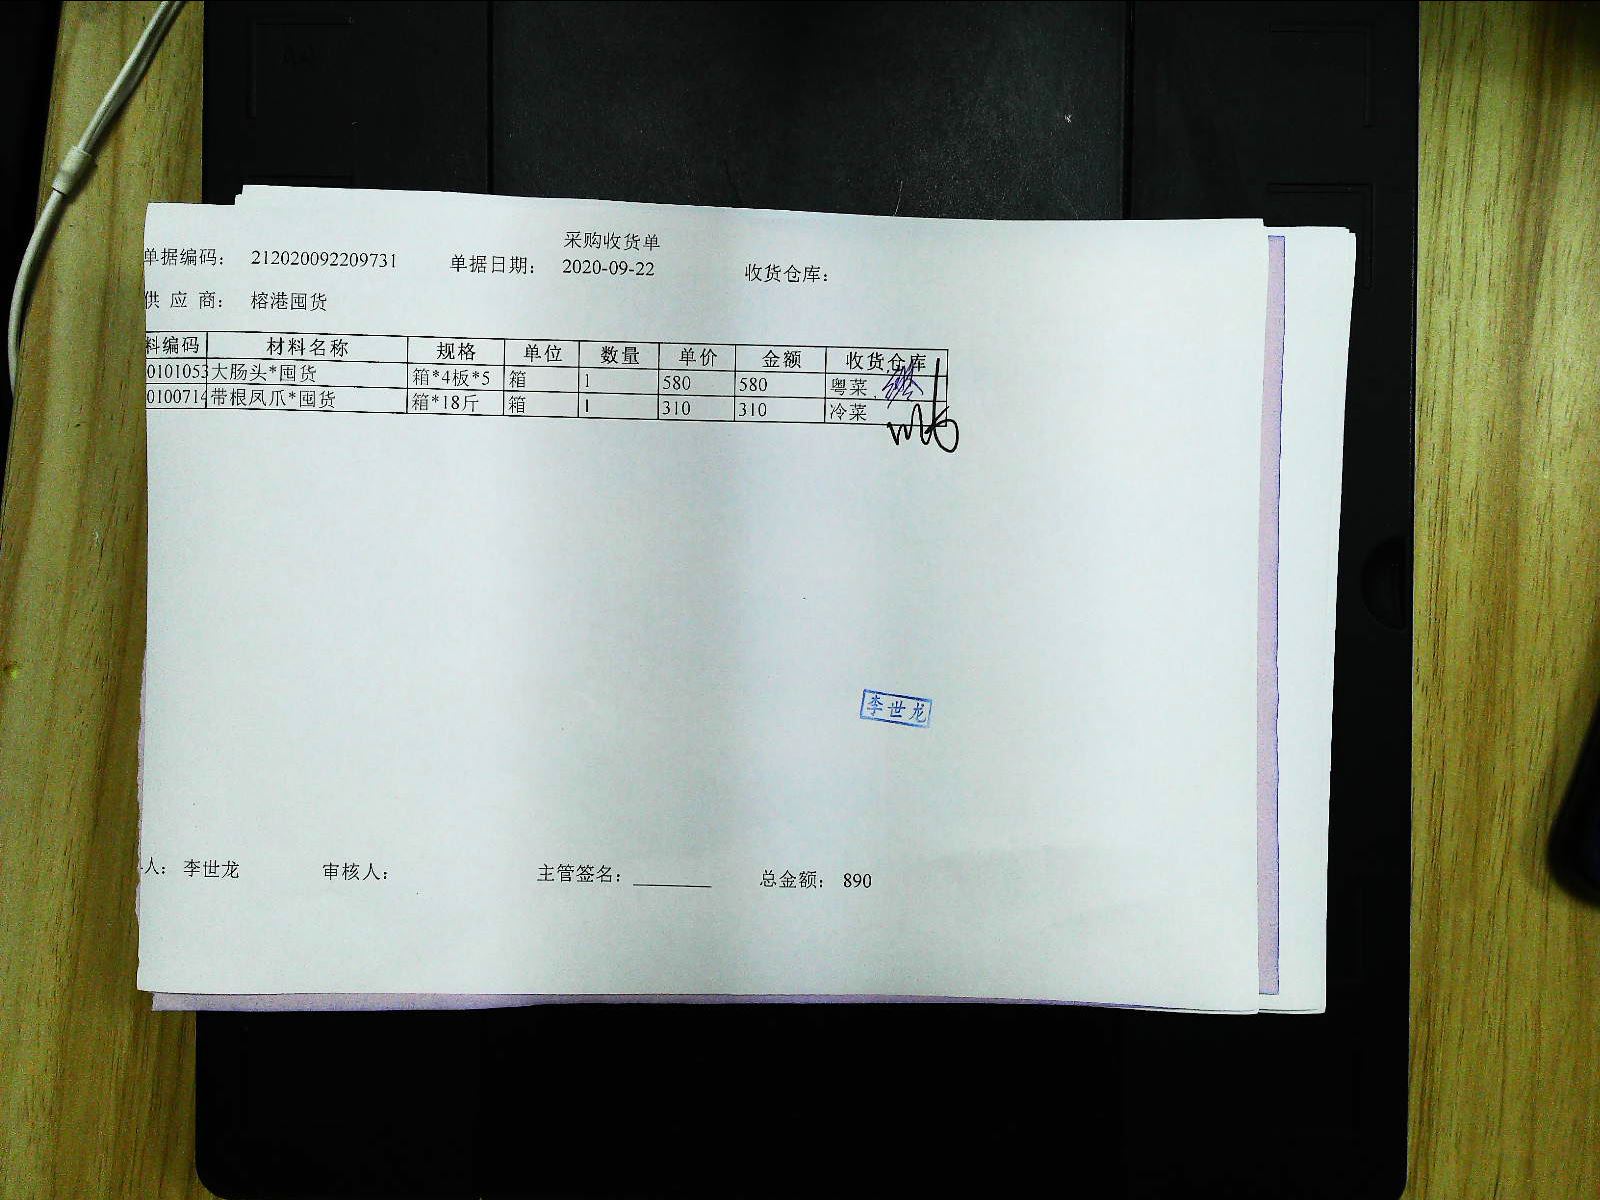 采购收货单
单据编码： 212020092209731 单据日期： 2020-09-22 收货仓库：
供 应 商： 榕港囤货
料编码 材料名称 规格 单位 数量 单价 金额 收货仓库
0101053 大肠头*囤货 箱*4板*5 箱 1 580 580 粤菜
0100714 带根凤爪*囤货 箱*18斤 箱 1 310 310 冷菜
李世龙
人： 李世龙 审核人： 主管签名： 总金额： 890